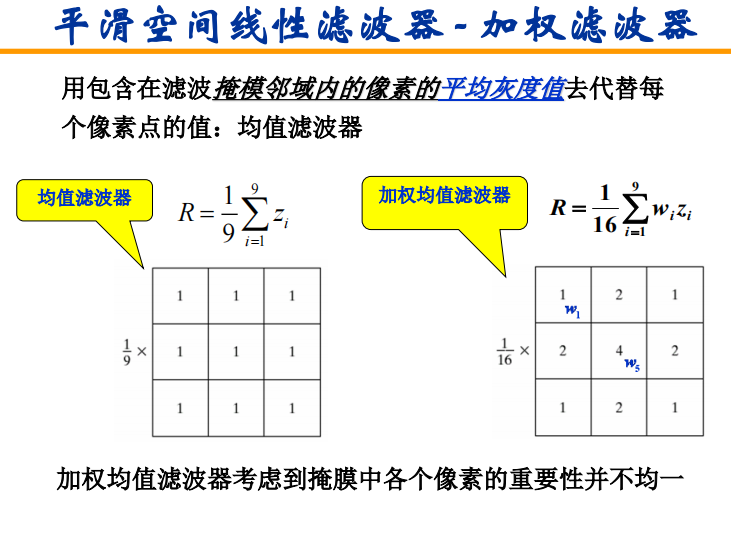 平滑空间线性滤波器-加权滤波器
用包含在滤波掩模邻域内的像素的平均灰度值去代替每
个像素点的值：均值滤波器
均值滤波器
R = \frac{1}{9} \sum_{i=1}^{9} z_i
加权均值滤波器
R = \frac{1}{16} \sum_{i=1}^{9} w_i z_i
1/9 ×
1 1 1
1 1 1
1 1 1
1/16 ×
1 w₁ 2 1
2 4 w₅ 2
1 2 1
加权均值滤波器考虑到掩膜中各个像素的重要性并不均一